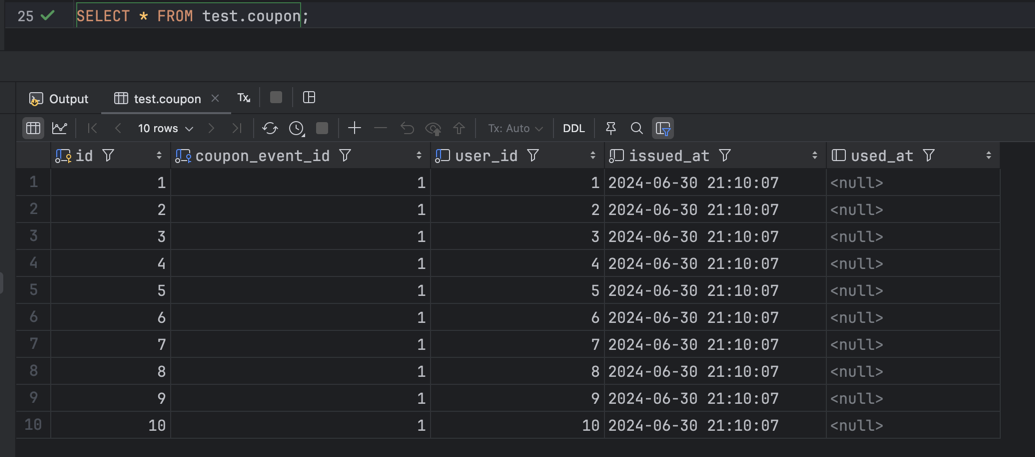 25 SELECT * FROM test.coupon;
Output test.coupon Tx
10 rows Tx: Auto DDL
id coupon_event_id user_id issued_at used_at
1 1 1 1 2024-06-30 21:10:07 <null>
2 2 1 2 2024-06-30 21:10:07 <null>
3 3 1 3 2024-06-30 21:10:07 <null>
4 4 1 4 2024-06-30 21:10:07 <null>
5 5 1 5 2024-06-30 21:10:07 <null>
6 6 1 6 2024-06-30 21:10:07 <null>
7 7 1 7 2024-06-30 21:10:07 <null>
8 8 1 8 2024-06-30 21:10:07 <null>
9 9 1 9 2024-06-30 21:10:07 <null>
10 10 1 10 2024-06-30 21:10:07 <null>